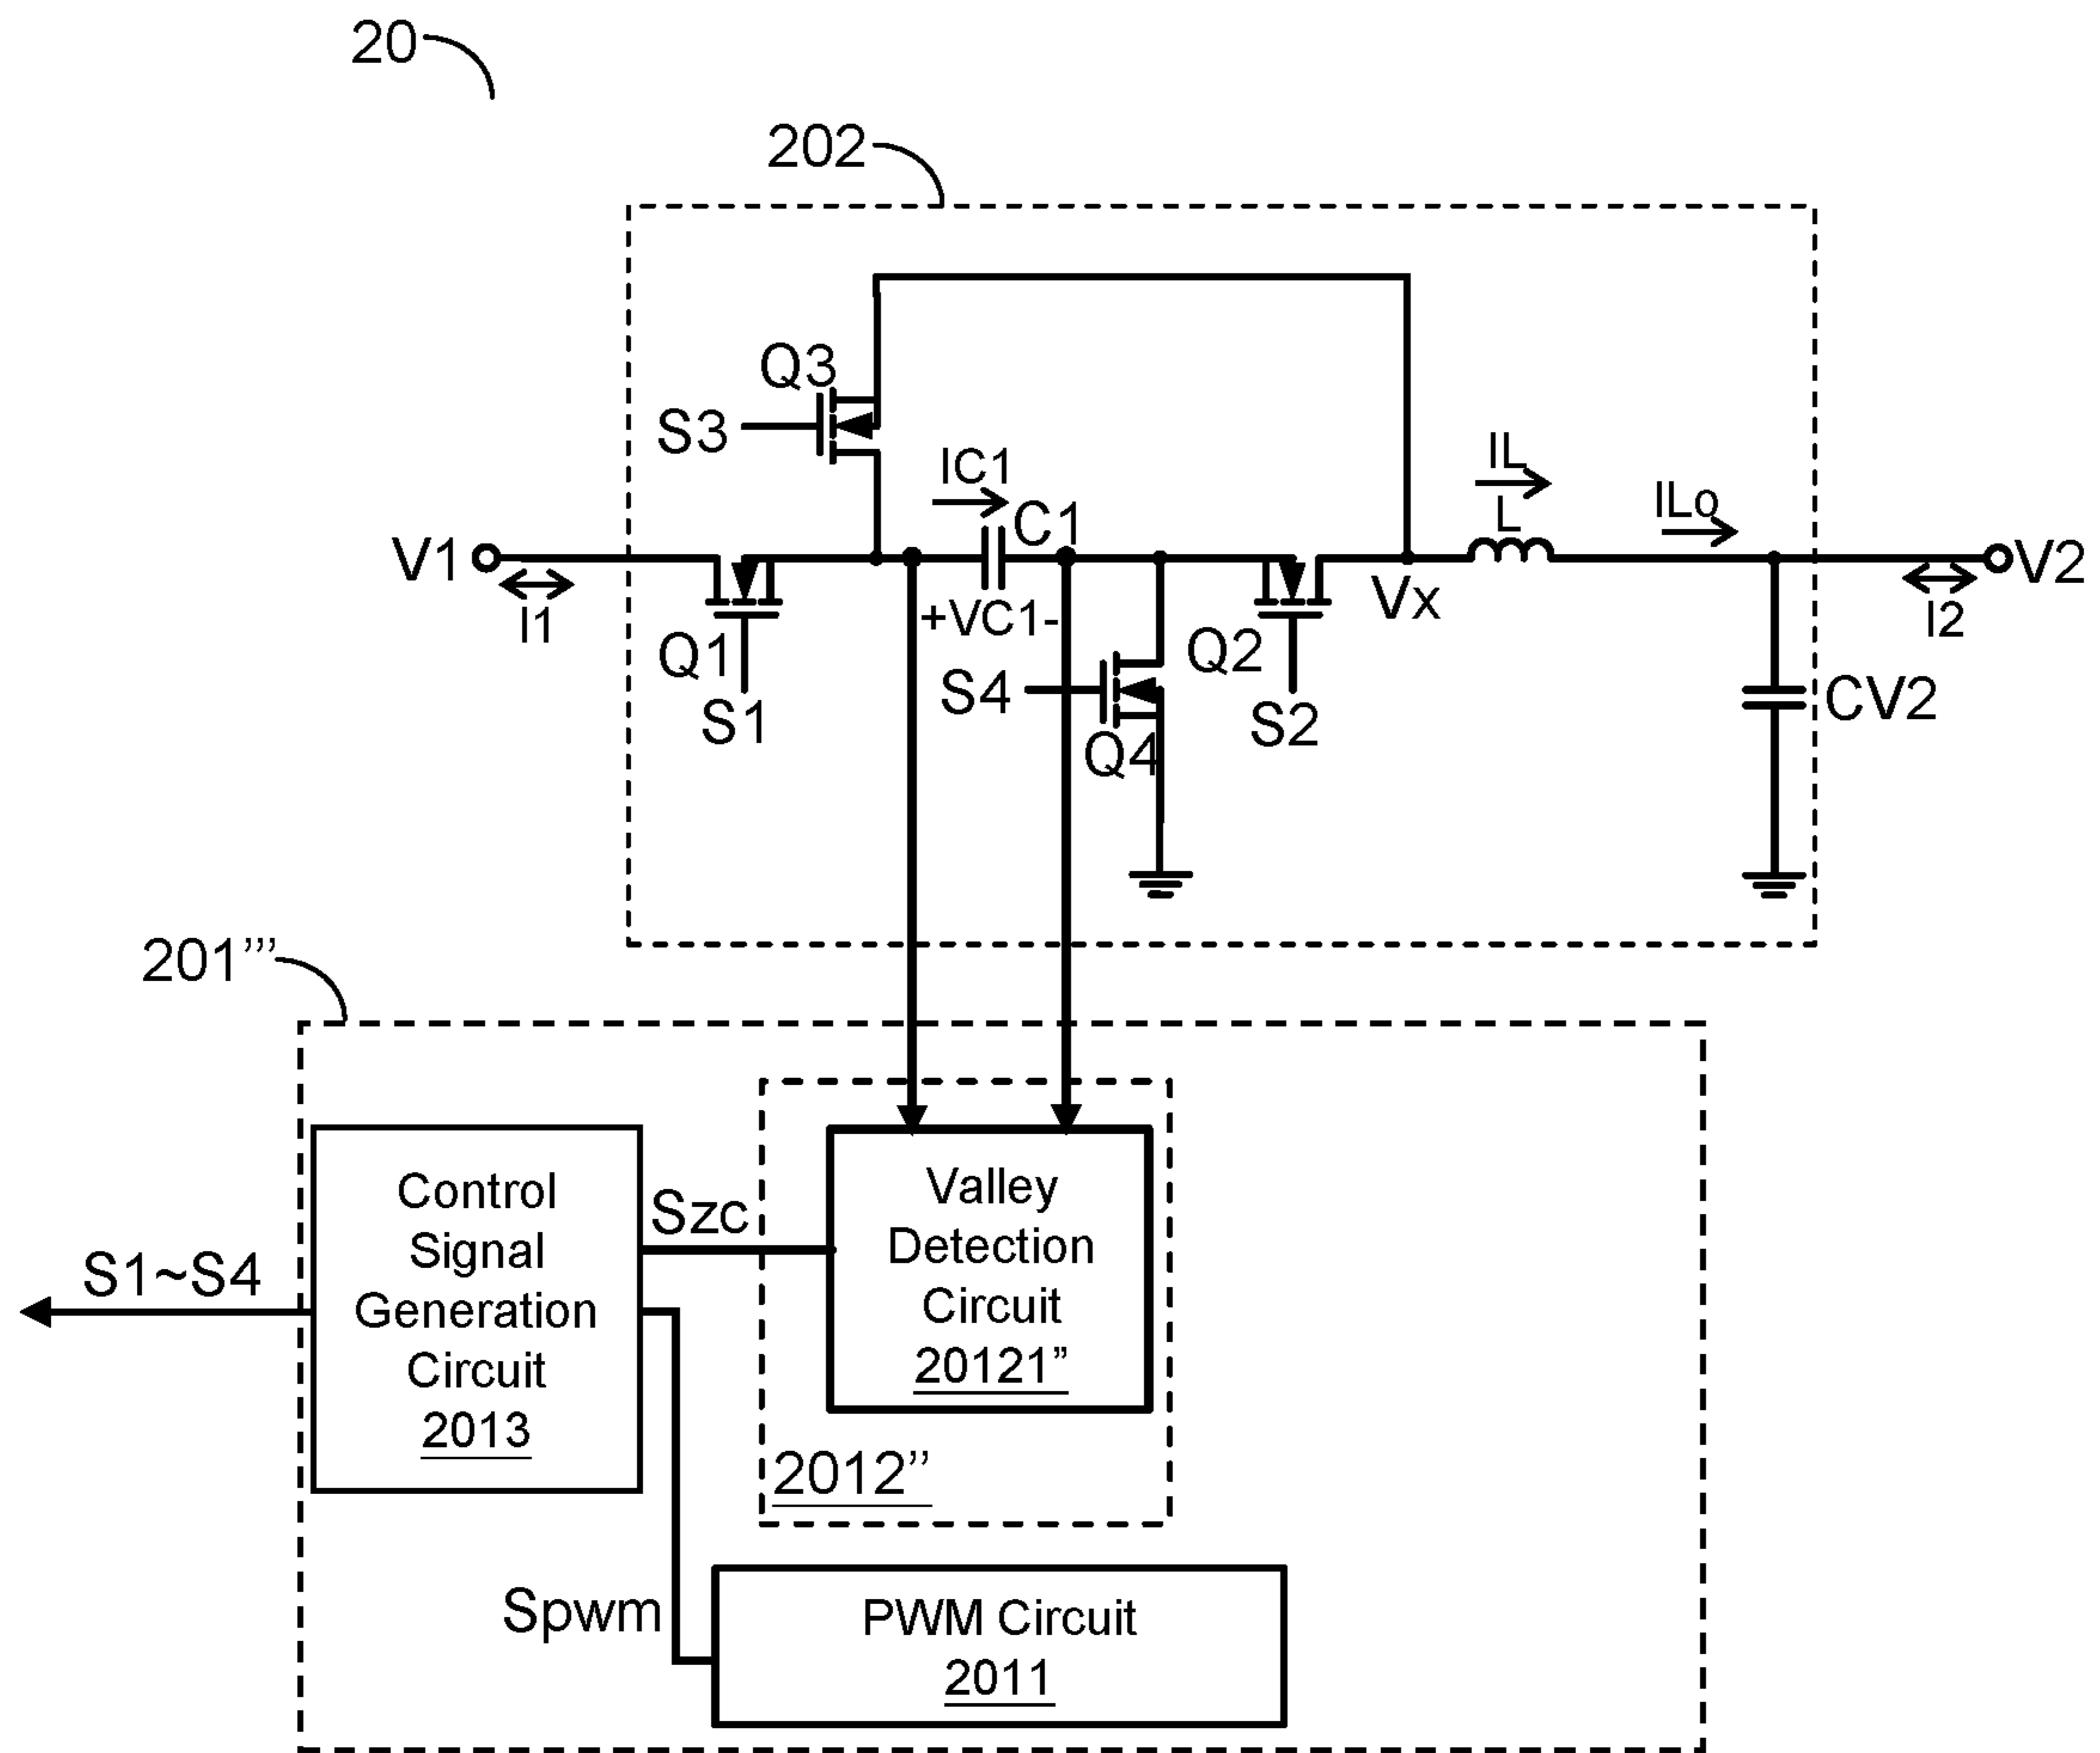 20
202
Q3
S3
IC1
C1
IL
L
ILo
V1
I1
Q1
S1
+VC1-
S4
Q4
Q2
S2
Vx
CV2
V2
I2
201’’’
Control
Signal
Generation
Circuit
2013
S1~S4
Szc
Valley
Detection
Circuit
20121’’
2012’’
Spwm
PWM Circuit
2011